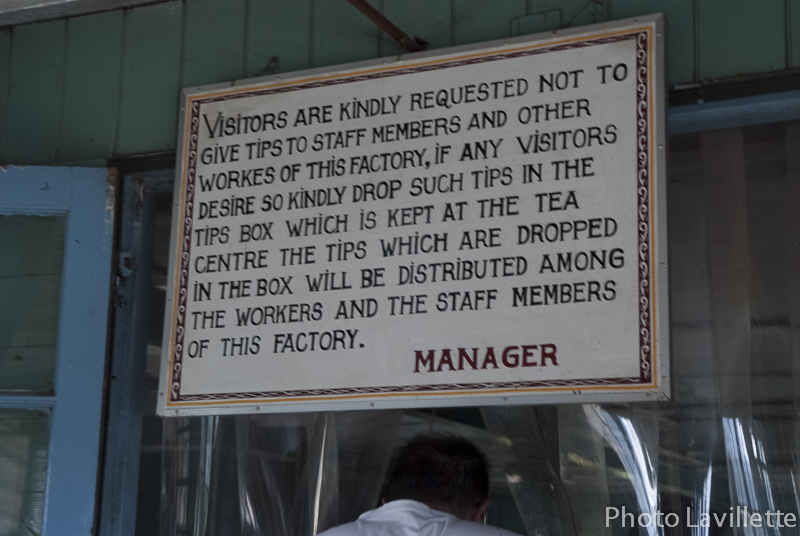 VISITORS ARE KINDLY REQUESTED NOT TO
GIVE TIPS TO STAFF MEMBERS AND OTHER
WORKES OF THIS FACTORY, IF ANY VISITORS
DESIRE SO KINDLY DROP SUCH TIPS IN THE
TIPS BOX WHICH IS KEPT AT THE TEA
CENTRE THE TIPS WHICH ARE DROPPED
IN THE BOX WILL BE DISTRIBUTED AMONG
THE WORKERS AND THE STAFF MEMBERS
OF THIS FACTORY.
MANAGER
Photo Lavillette